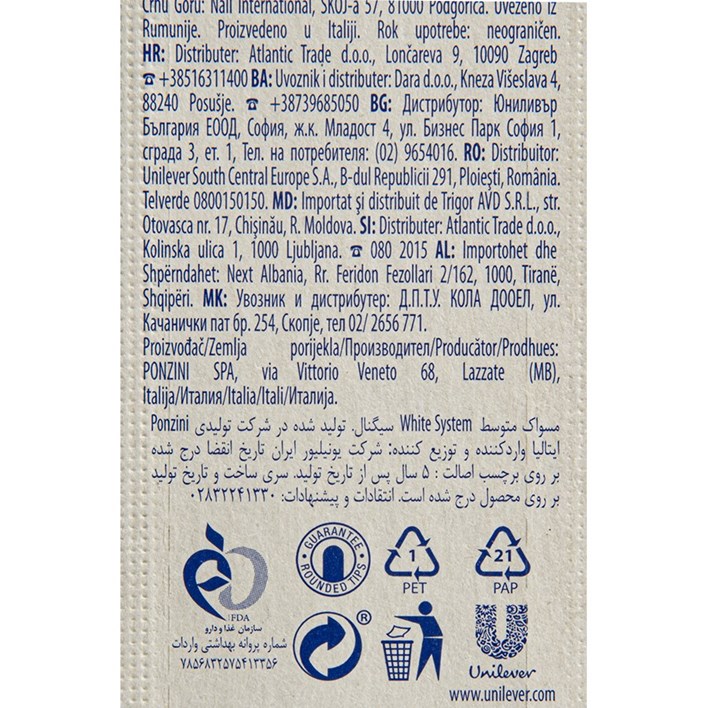 Crnu Goru: Nall International, SKOJ-a 57, 81000 Podgorica. Uvezeno iz
Rumunije. Proizvedeno u Italiji. Rok upotrebe: neograničen.
HR: Distributer: Atlantic Trade d.o.o., Lončareva 9, 10090 Zagreb
☎ +38516311400 BA: Uvoznik i distributer: Dara d.o.o., Kneza Višeslava 4,
88240 Posušje. ☎ +38739685050 BG: Дистрибутор: Юниливър
България ЕООД, София, ж.к. Младост 4, ул. Бизнес Парк София 1,
сграда 3, ет. 1, Тел. на потребителя: (02) 9654016. RO: Distribuitor:
Unilever South Central Europe S.A., B-dul Republicii 291, Ploiești, România.
Telverde 0800150150. MD: Importat și distribuit de Trigor AVD S.R.L., str.
Otovasca nr. 17, Chișinău, R. Moldova. SI: Distributer: Atlantic Trade d.o.o.,
Kolinska ulica 1, 1000 Ljubljana. ☎ 080 2015 AL: Importohet dhe
Shpërndahet: Next Albania, Rr. Feridon Fezollari 2/162, 1000, Tiranë,
Shqipëri. MK: Увозник и дистрибутер: Д.П.Т.У. КОЛА ДООЕЛ, ул.
Качанички пат бр. 254, Скопје, тел 02/ 2656 771.
Proizvođač/Zemlja porijekla/Производител/Producător/Prodhues:
PONZINI SPA, via Vittorio Veneto 68, Lazzate (MB),
Italija/Италия/Italia/Itali/Италија.
مسواک متوسط White System سیگنال. تولید شده در شرکت تولیدی Ponzini
ایتالیا واردکننده و توزیع کننده: شرکت یونیلیور ایران تاریخ انقضا درج شده
بر روی برچسب اصالت : ۵ سال پس از تاریخ تولید. سری ساخت و تاریخ تولید
بر روی محصول درج شده است. انتقادات و پیشنهادات: ۰۲۸۳۲۲۴۱۳۳۰
GUARANTEE
ROUNDED TIPS
1
PET
21
PAP
FDA
سازمان غذا و دارو
شماره پروانه بهداشتی واردات
۷۸۵۶۸۳۲۵۷۵۴۱۳۳۵۶
®
Unilever
www.unilever.com